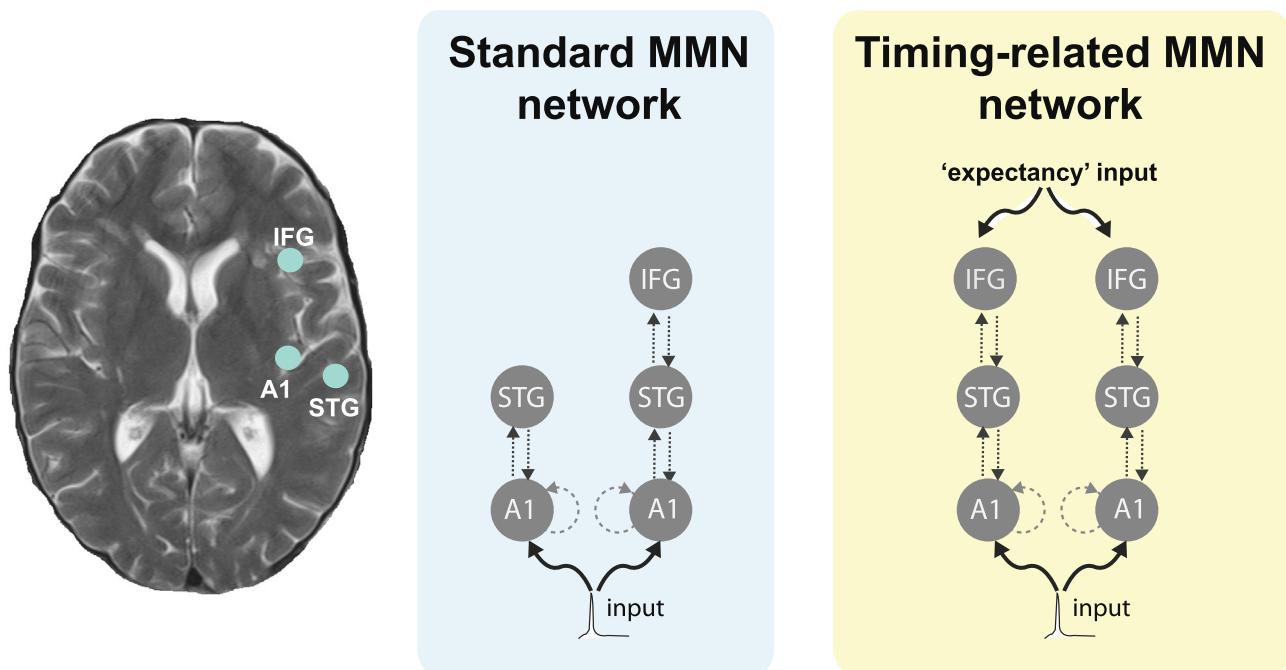 IFG
A1
STG
Standard MMN
network
IFG
STG
STG
A1
A1
input
Timing-related MMN
network
‘expectancy’ input
IFG
IFG
STG
STG
A1
A1
input